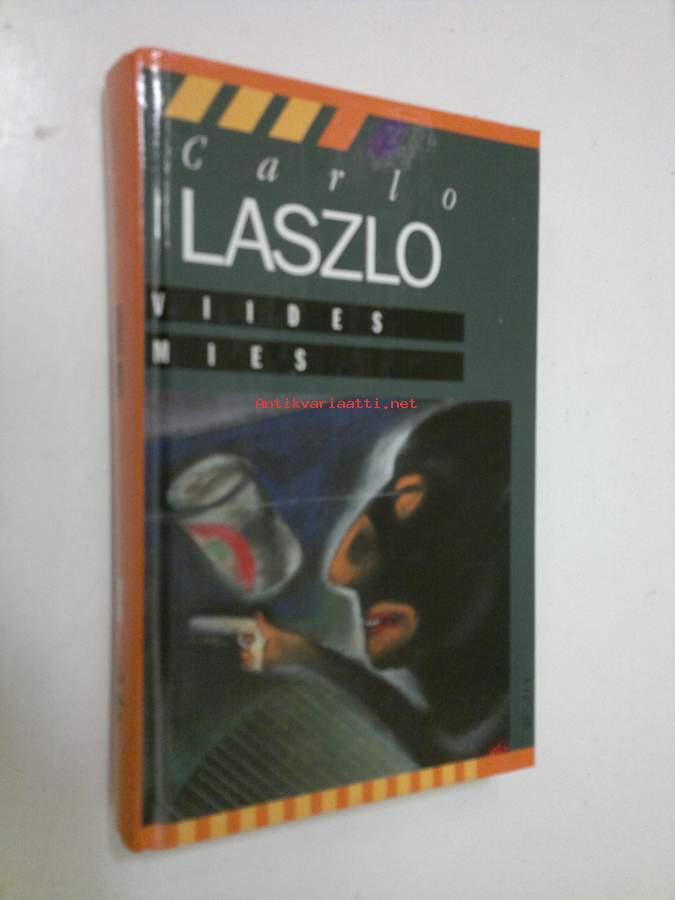 Carlo
LASZLO
VIIDES
MIES
Antikvariaatti.net